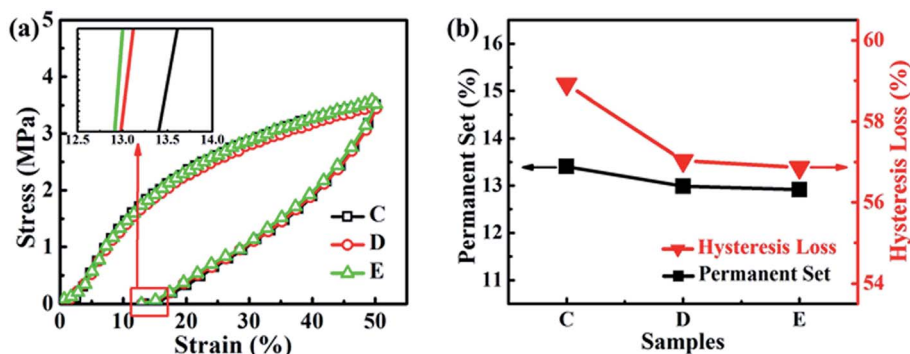 (a)
5
4
3
2
1
0
Stress (MPa)
12.5 13.0 13.5 14.0
C
D
E
0 10 20 30 40 50
Strain (%)
(b)
16
15
14
13
12
11
Permanent Set (%)
60
58
56
54
Hysteresis Loss (%)
Hysteresis Loss
Permanent Set
C D E
Samples